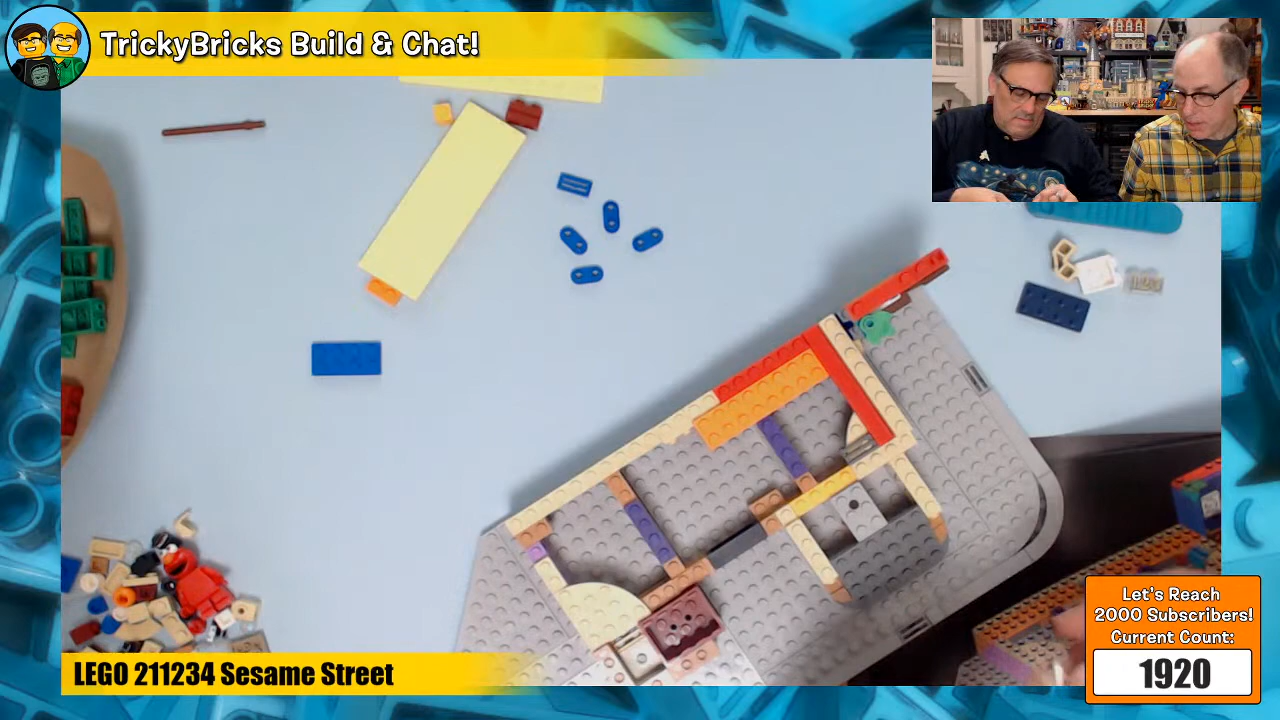 TrickyBricks Build & Chat!
LEGO 211234 Sesame Street
Let's Reach
2000 Subscribers!
Current Count:
1920